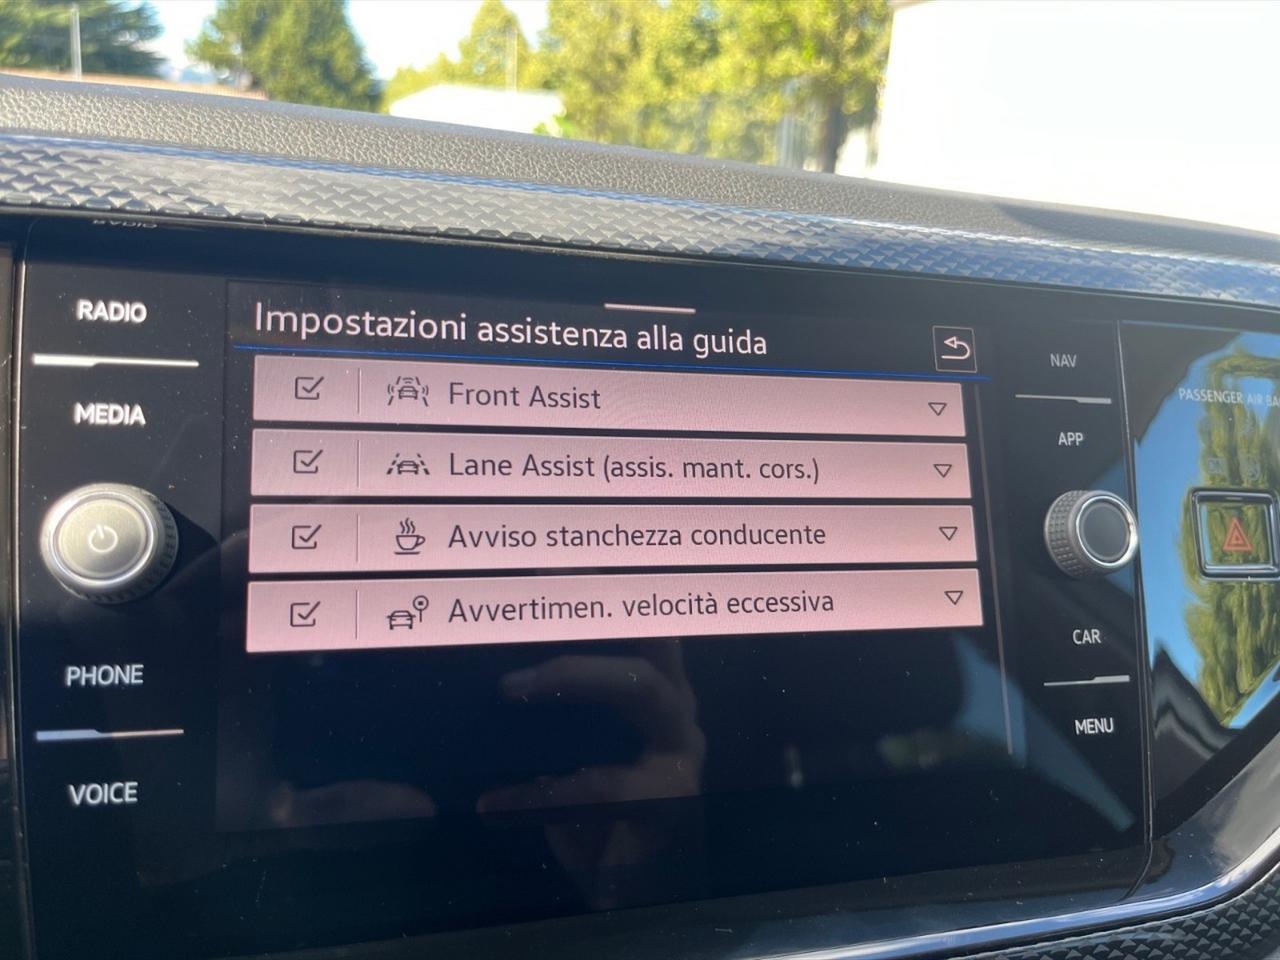 RADIO
MEDIA
PHONE
VOICE
Impostazioni assistenza alla guida
Front Assist
Lane Assist (assis. mant. cors.)
Avviso stanchezza conducente
Avvertimen. velocità eccessiva
NAV
APP
CAR
MENU
PASSENGER AIR BAG